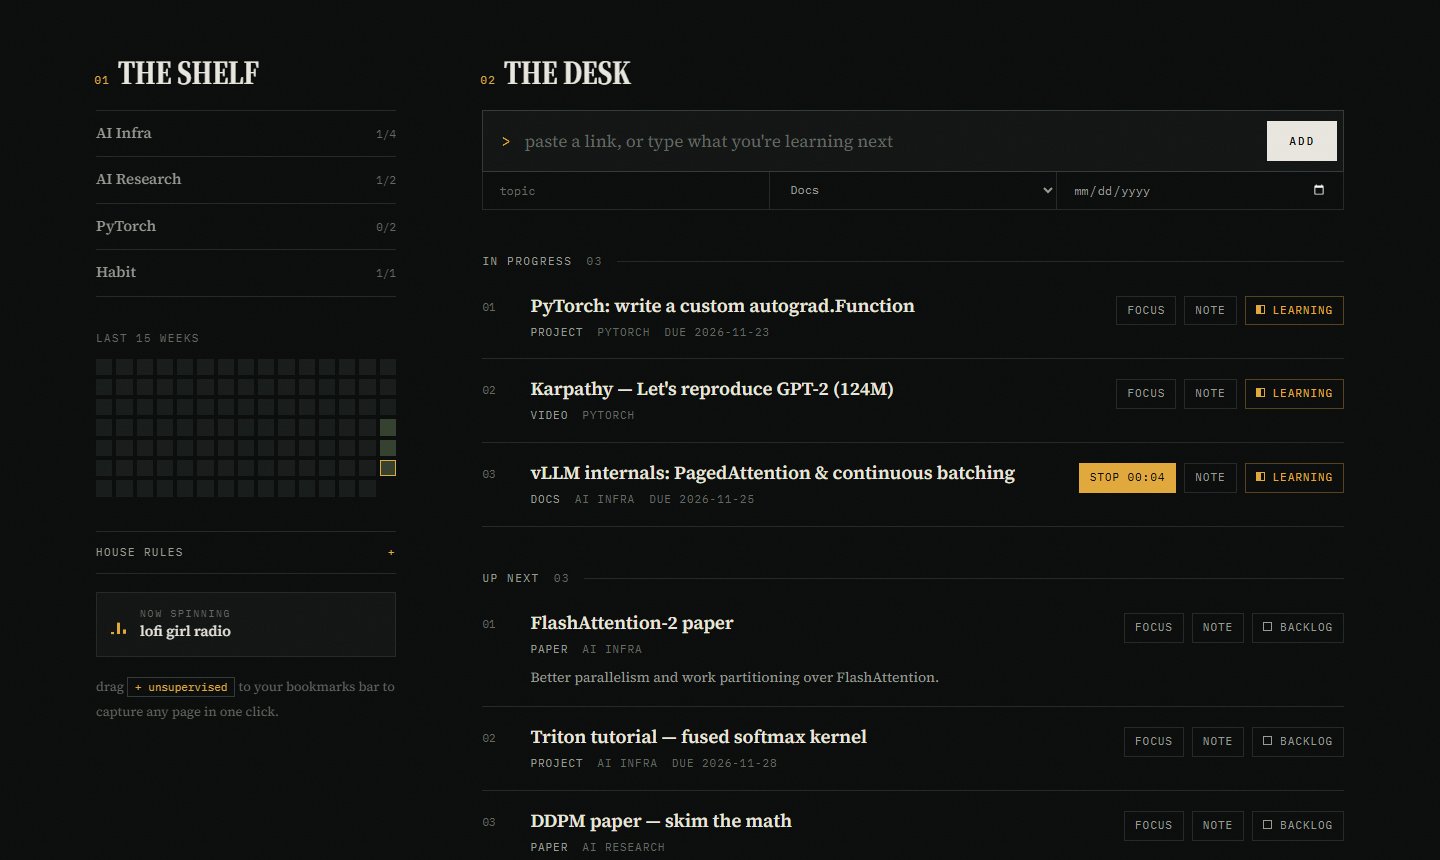 01 THE SHELF
AI Infra 1/4
AI Research 1/2
PyTorch 0/2
Habit 1/1
LAST 15 WEEKS
HOUSE RULES +
NOW SPINNING
lofi girl radio
drag + unsupervised to your bookmarks bar to
capture any page in one click.
02 THE DESK
> paste a link, or type what you're learning next ADD
topic Docs mm/dd/yyyy
IN PROGRESS 03
01 PyTorch: write a custom autograd.Function FOCUS NOTE LEARNING
PROJECT PYTORCH DUE 2026-11-23
02 Karpathy — Let's reproduce GPT-2 (124M) FOCUS NOTE LEARNING
VIDEO PYTORCH
03 vLLM internals: PagedAttention & continuous batching STOP 00:04 NOTE LEARNING
DOCS AI INFRA DUE 2026-11-25
UP NEXT 03
01 FlashAttention-2 paper FOCUS NOTE BACKLOG
PAPER AI INFRA
Better parallelism and work partitioning over FlashAttention.
02 Triton tutorial — fused softmax kernel FOCUS NOTE BACKLOG
PROJECT AI INFRA DUE 2026-11-28
03 DDPM paper — skim the math FOCUS NOTE BACKLOG
PAPER AI RESEARCH